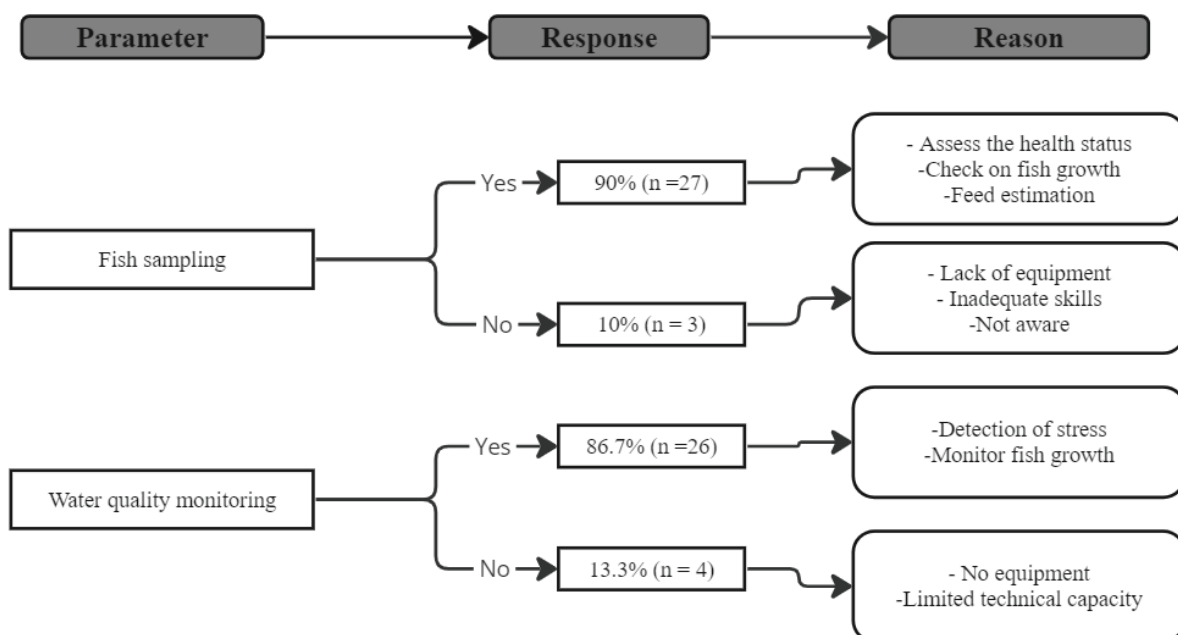 Parameter
Response
Reason
- Assess the health status
-Check on fish growth
-Feed estimation
Yes
90% (n =27)
Fish sampling
- Lack of equipment
- Inadequate skills
-Not aware
No
10% (n = 3)
-Detection of stress
-Monitor fish growth
Yes
86.7% (n =26)
Water quality monitoring
No
13.3% (n = 4)
- No equipment
-Limited technical capacity